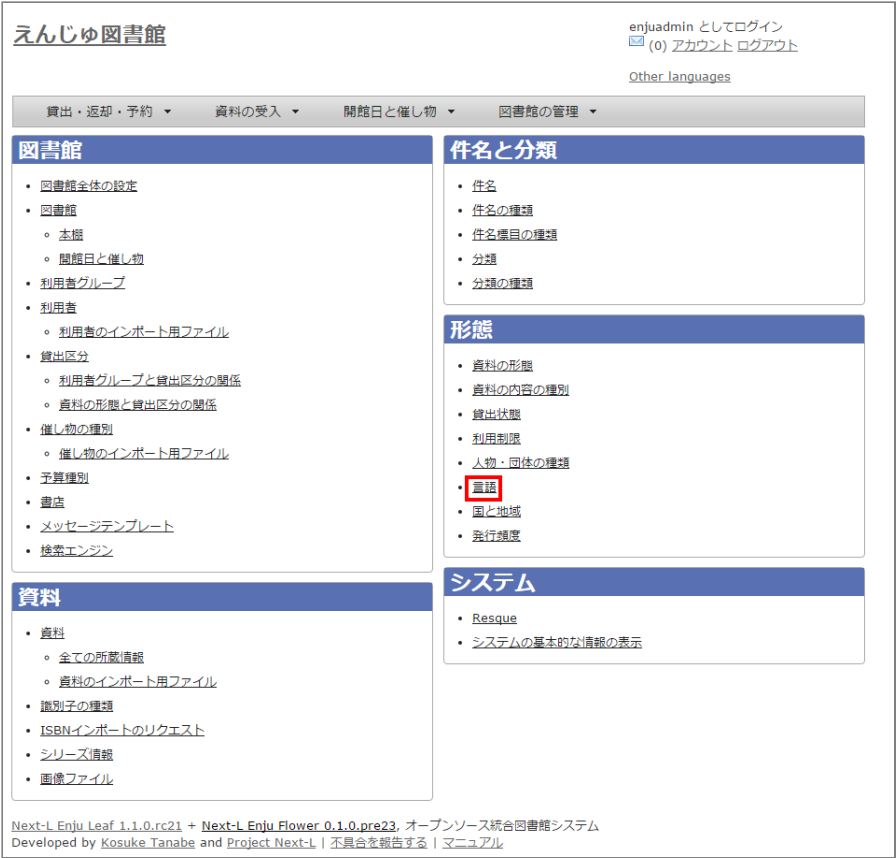 えんじゅ図書館
enjuadmin としてログイン
(0) アカウント ログアウト
Other languages
貸出・返却・予約 ▼ 資料の受入 ▼ 開館日と催し物 ▼ 図書館の管理 ▼
図書館
図書館全体の設定
図書館
本棚
開館日と催し物
利用者グループ
利用者
利用者のインポート用ファイル
貸出区分
利用者グループと貸出区分の関係
資料の形態と貸出区分の関係
催し物の種別
催し物のインポート用ファイル
予算種別
書店
メッセージテンプレート
検索エンジン
資料
資料
全ての所蔵情報
資料のインポート用ファイル
識別子の種類
ISBNインポートのリクエスト
シリーズ情報
画像ファイル
件名と分類
件名
件名の種類
件名標目の種類
分類
分類の種類
形態
資料の形態
資料の内容の種別
貸出状態
利用制限
人物・団体の種類
言語
国と地域
発行頻度
システム
Resque
システムの基本的な情報の表示
Next-L Enju Leaf 1.1.0.rc21 + Next-L Enju Flower 0.1.0.pre23, オープンソース統合図書館システム
Developed by Kosuke Tanabe and Project Next-L | 不具合を報告する | マニュアル